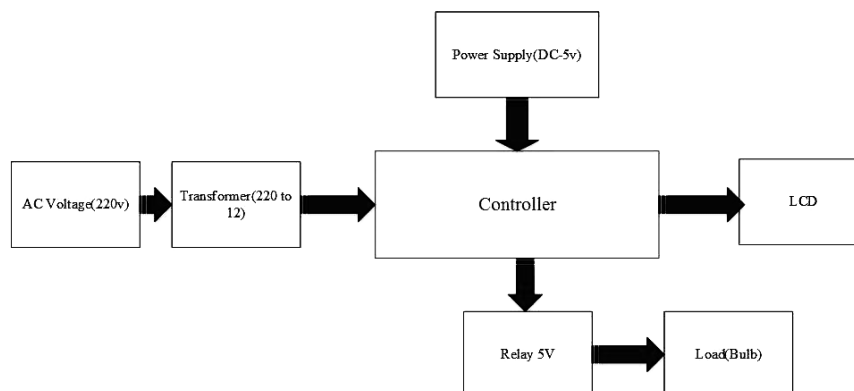 Power Supply(DC-5v)
AC Voltage(220v)
Transformer(220 to
12)
Controller
LCD
Relay 5V
Load(Bulb)